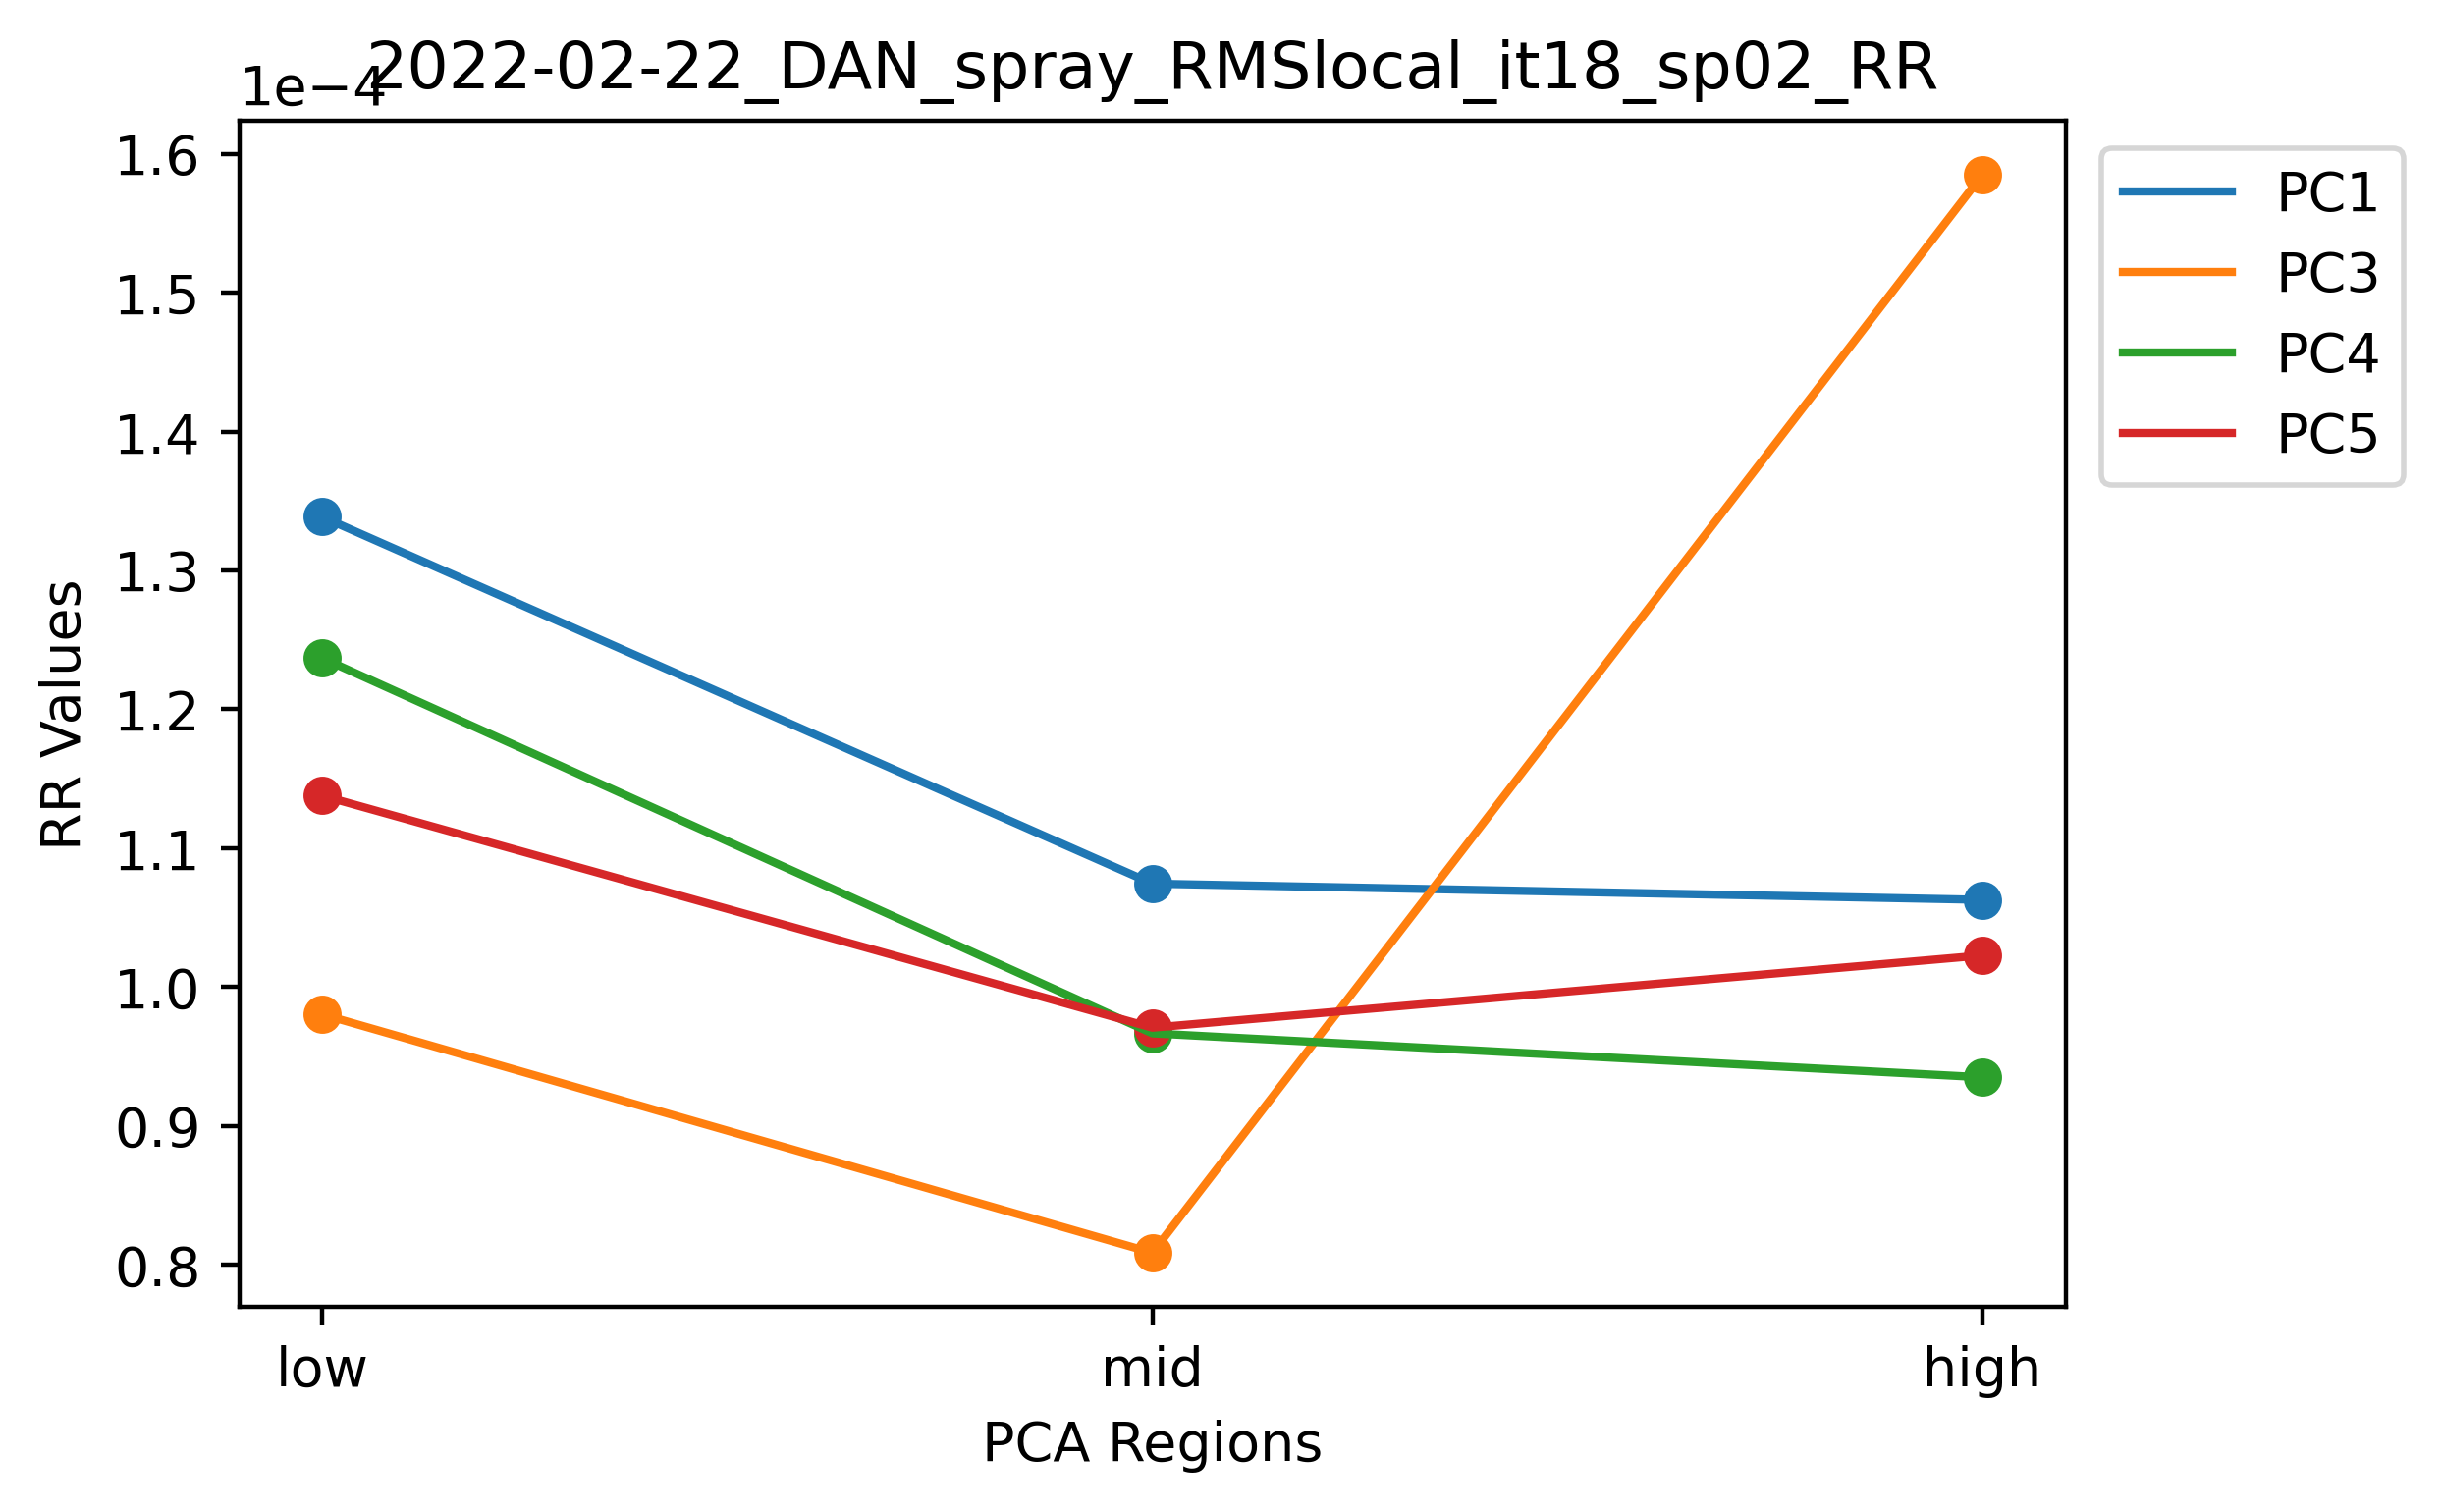 2022-02-22_DAN_spray_RMSlocal_it18_sp02_RR
1e−4
1.6
1.5
1.4
1.3
1.2
1.1
1.0
0.9
0.8
RR Values
low
mid
high
PCA Regions
PC1
PC3
PC4
PC5